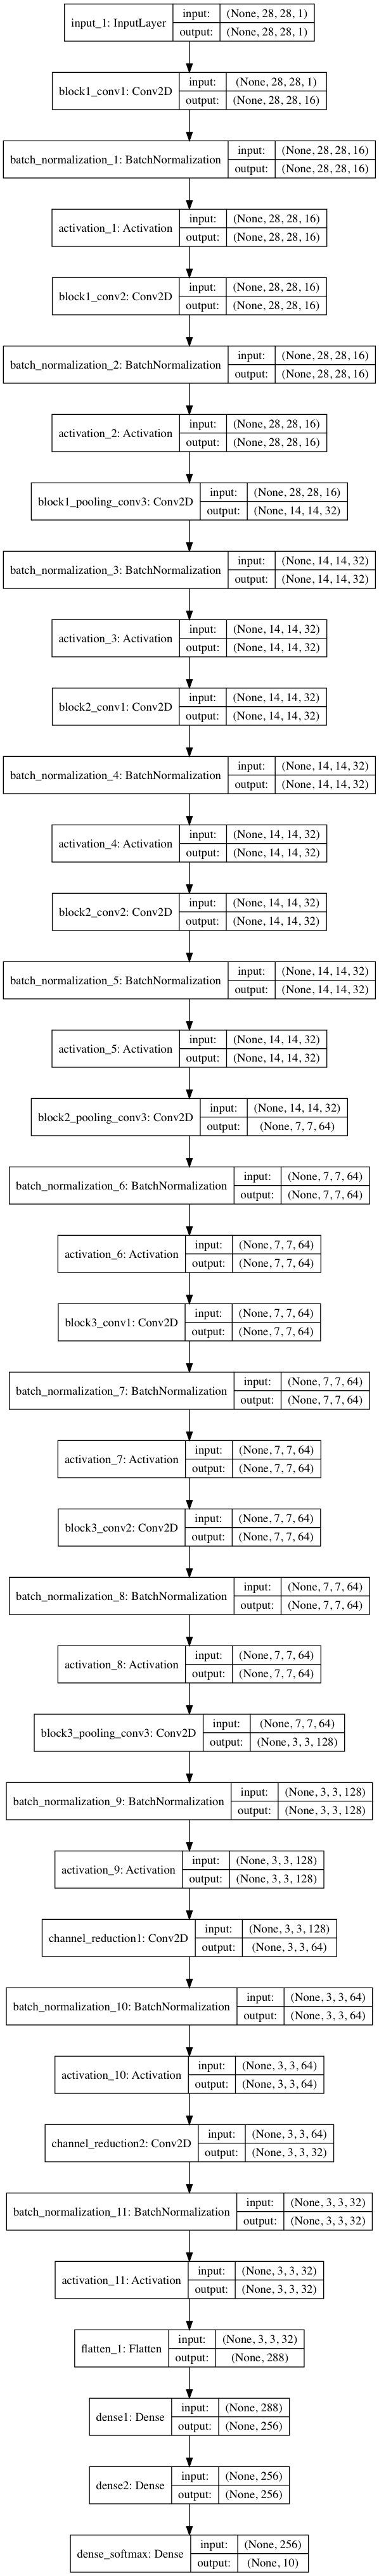 input_1: InputLayer
input: (None, 28, 28, 1)
output: (None, 28, 28, 1)
block1_conv1: Conv2D
input: (None, 28, 28, 1)
output: (None, 28, 28, 16)
batch_normalization_1: BatchNormalization
input: (None, 28, 28, 16)
output: (None, 28, 28, 16)
activation_1: Activation
input: (None, 28, 28, 16)
output: (None, 28, 28, 16)
block1_conv2: Conv2D
input: (None, 28, 28, 16)
output: (None, 28, 28, 16)
batch_normalization_2: BatchNormalization
input: (None, 28, 28, 16)
output: (None, 28, 28, 16)
activation_2: Activation
input: (None, 28, 28, 16)
output: (None, 28, 28, 16)
block1_pooling_conv3: Conv2D
input: (None, 28, 28, 16)
output: (None, 14, 14, 32)
batch_normalization_3: BatchNormalization
input: (None, 14, 14, 32)
output: (None, 14, 14, 32)
activation_3: Activation
input: (None, 14, 14, 32)
output: (None, 14, 14, 32)
block2_conv1: Conv2D
input: (None, 14, 14, 32)
output: (None, 14, 14, 32)
batch_normalization_4: BatchNormalization
input: (None, 14, 14, 32)
output: (None, 14, 14, 32)
activation_4: Activation
input: (None, 14, 14, 32)
output: (None, 14, 14, 32)
block2_conv2: Conv2D
input: (None, 14, 14, 32)
output: (None, 14, 14, 32)
batch_normalization_5: BatchNormalization
input: (None, 14, 14, 32)
output: (None, 14, 14, 32)
activation_5: Activation
input: (None, 14, 14, 32)
output: (None, 14, 14, 32)
block2_pooling_conv3: Conv2D
input: (None, 14, 14, 32)
output: (None, 7, 7, 64)
batch_normalization_6: BatchNormalization
input: (None, 7, 7, 64)
output: (None, 7, 7, 64)
activation_6: Activation
input: (None, 7, 7, 64)
output: (None, 7, 7, 64)
block3_conv1: Conv2D
input: (None, 7, 7, 64)
output: (None, 7, 7, 64)
batch_normalization_7: BatchNormalization
input: (None, 7, 7, 64)
output: (None, 7, 7, 64)
activation_7: Activation
input: (None, 7, 7, 64)
output: (None, 7, 7, 64)
block3_conv2: Conv2D
input: (None, 7, 7, 64)
output: (None, 7, 7, 64)
batch_normalization_8: BatchNormalization
input: (None, 7, 7, 64)
output: (None, 7, 7, 64)
activation_8: Activation
input: (None, 7, 7, 64)
output: (None, 7, 7, 64)
block3_pooling_conv3: Conv2D
input: (None, 7, 7, 64)
output: (None, 3, 3, 128)
batch_normalization_9: BatchNormalization
input: (None, 3, 3, 128)
output: (None, 3, 3, 128)
activation_9: Activation
input: (None, 3, 3, 128)
output: (None, 3, 3, 128)
channel_reduction1: Conv2D
input: (None, 3, 3, 128)
output: (None, 3, 3, 64)
batch_normalization_10: BatchNormalization
input: (None, 3, 3, 64)
output: (None, 3, 3, 64)
activation_10: Activation
input: (None, 3, 3, 64)
output: (None, 3, 3, 64)
channel_reduction2: Conv2D
input: (None, 3, 3, 64)
output: (None, 3, 3, 32)
batch_normalization_11: BatchNormalization
input: (None, 3, 3, 32)
output: (None, 3, 3, 32)
activation_11: Activation
input: (None, 3, 3, 32)
output: (None, 3, 3, 32)
flatten_1: Flatten
input: (None, 3, 3, 32)
output: (None, 288)
dense1: Dense
input: (None, 288)
output: (None, 256)
dense2: Dense
input: (None, 256)
output: (None, 256)
dense_softmax: Dense
input: (None, 256)
output: (None, 10)